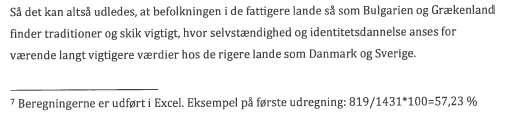 Så det kan altså udledes, at befolkningen i de fattigere lande så som Bulgarien og Grækenland
finder traditioner og skik vigtigt, hvor selvstændighed og identitetsdannelse anses for
værende langt vigtigere værdier hos de rigere lande som Danmark og Sverige.
⁷ Beregningerne er udført i Excel. Eksempel på første udregning: 819/1431*100=57,23 %